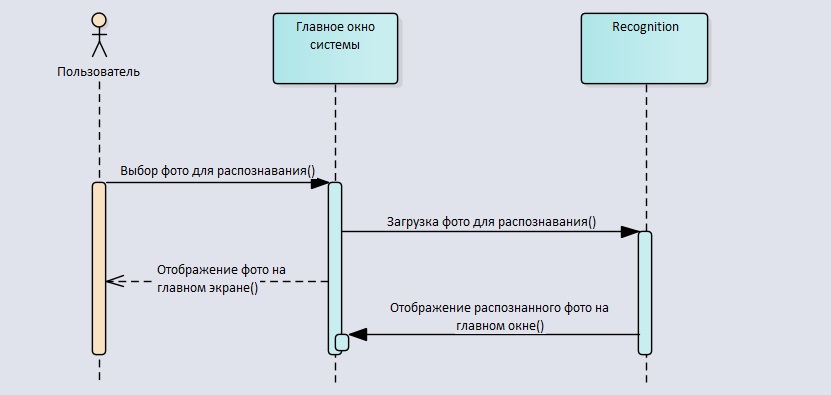 Главное окно
системы
Recognition
Пользователь
Выбор фото для распознавания()
Загрузка фото для распознавания()
Отображение фото на
главном экране()
Отображение распознанного фото на
главном окне()